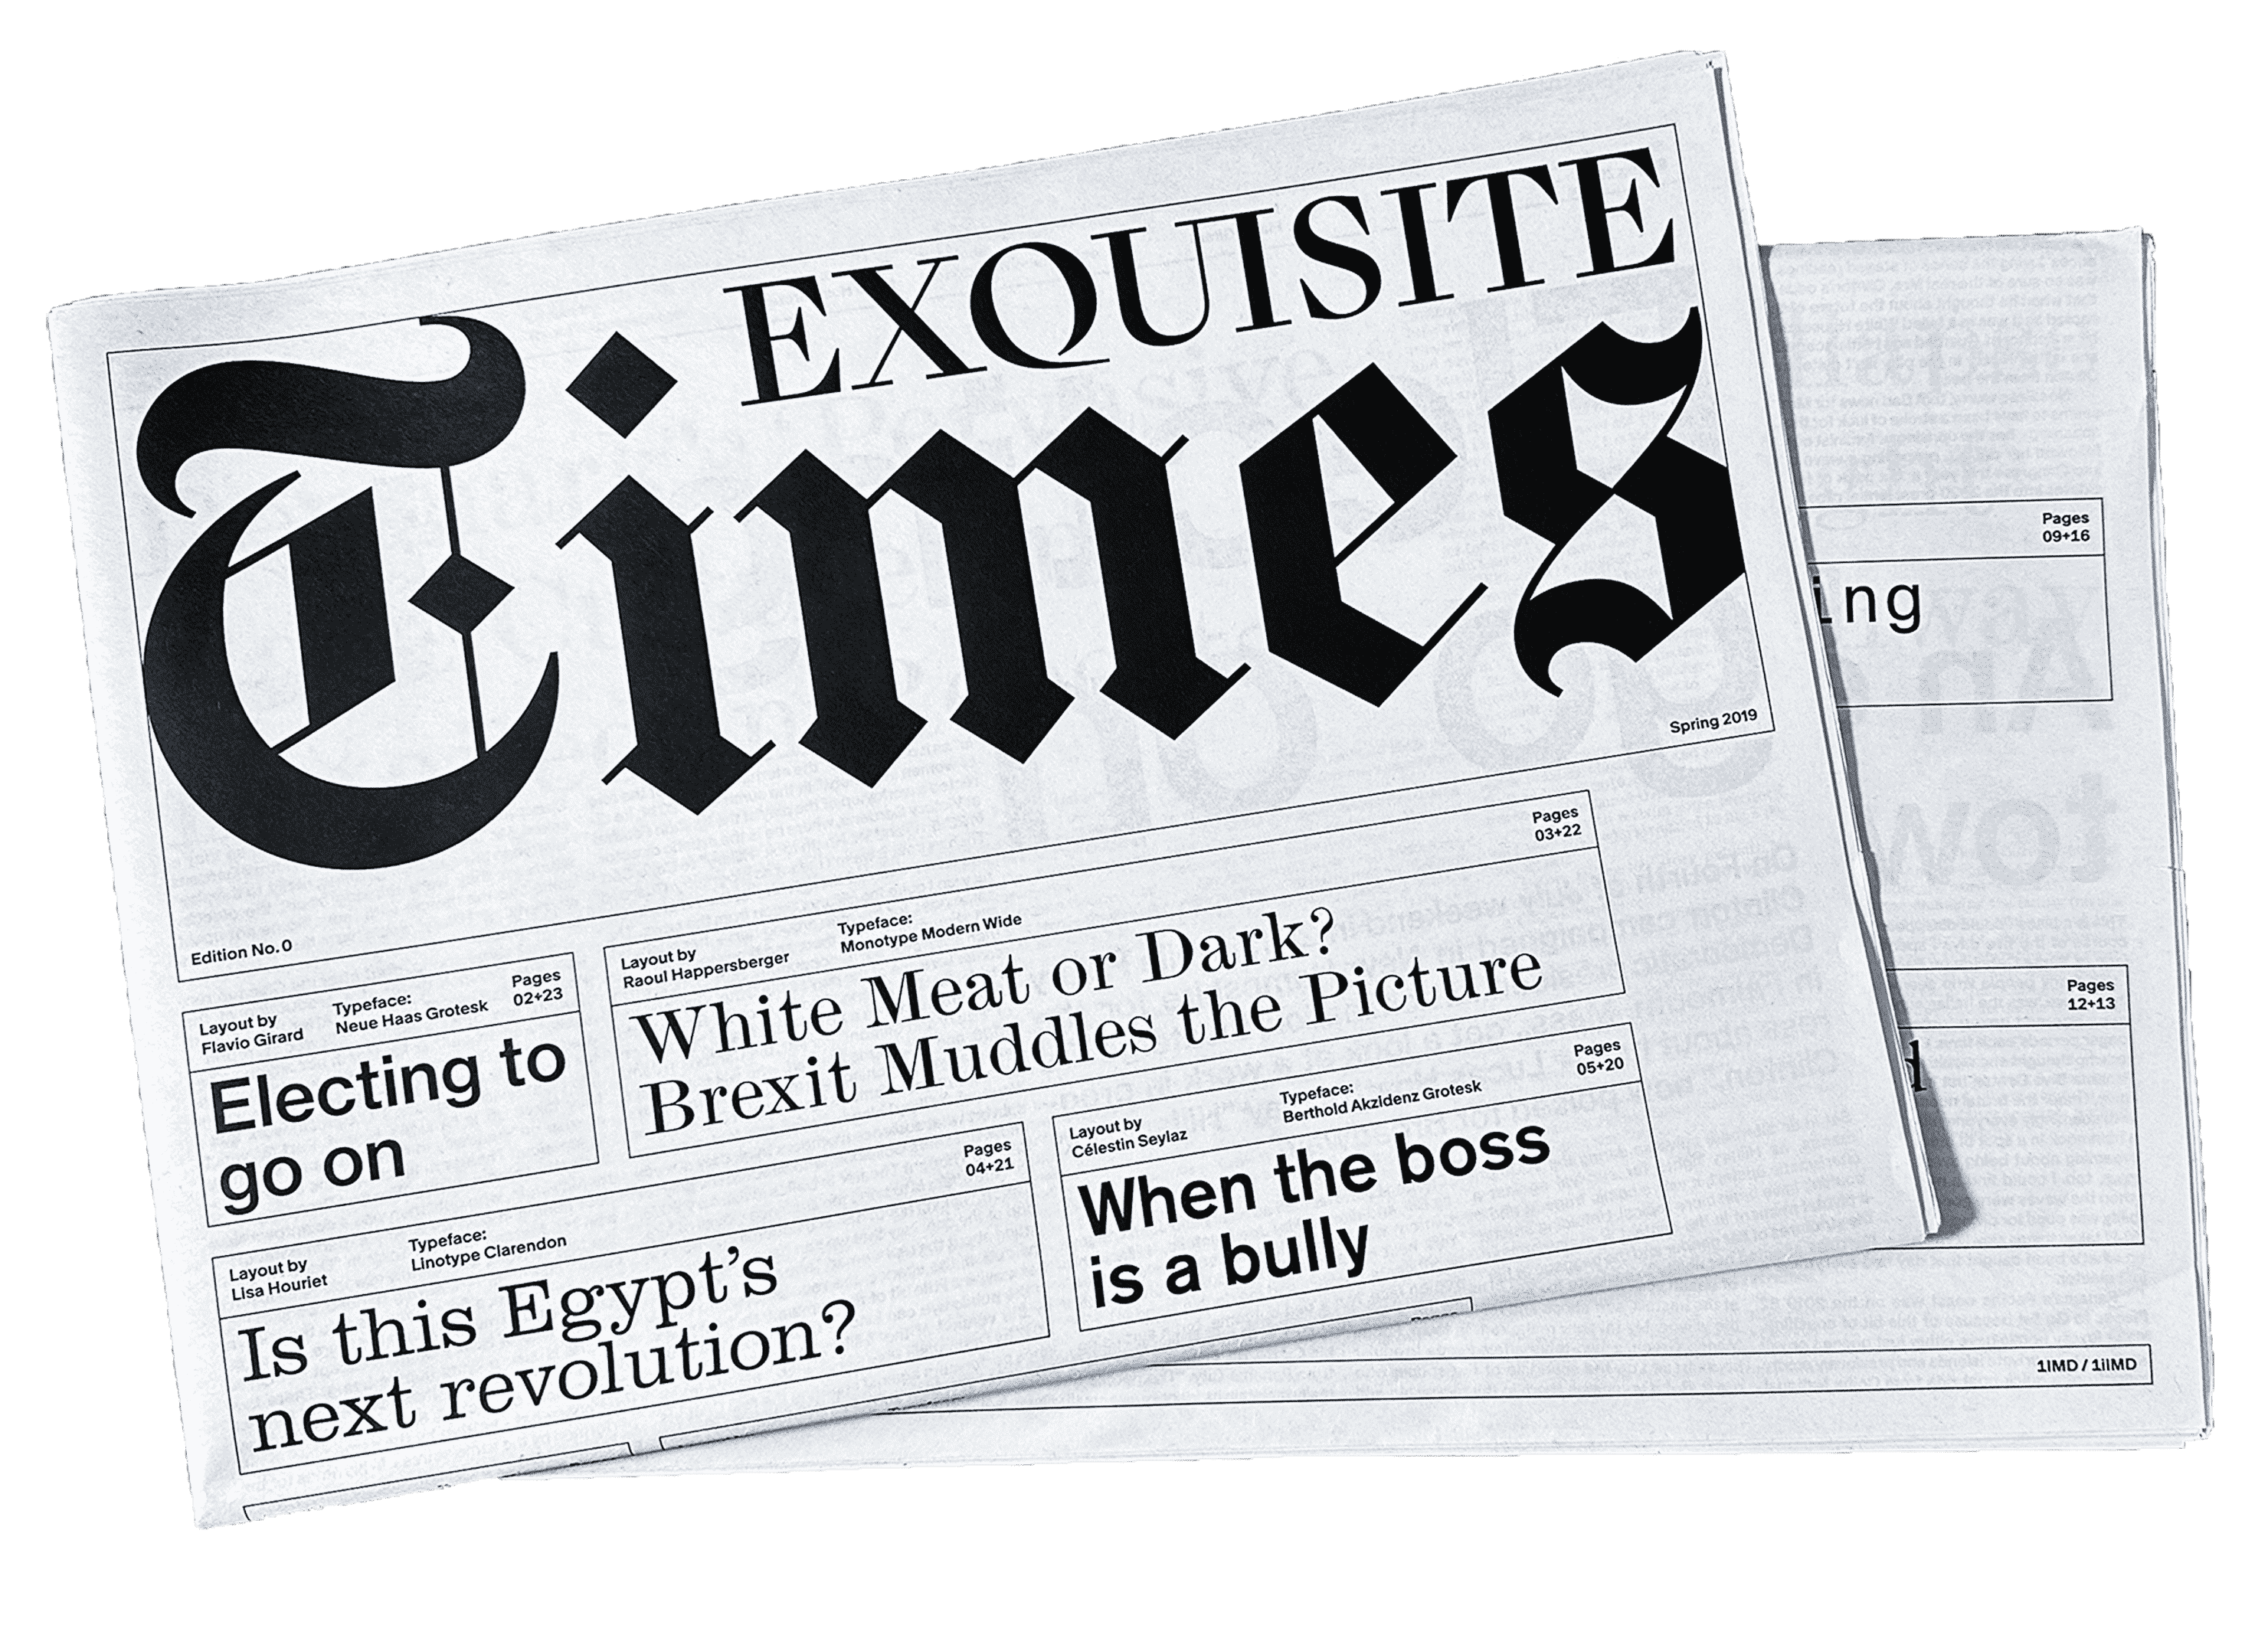 EXQUISITE
Times
Spring 2019
Edition No. 0
Layout by
Flavio Girard
Typeface:
Neue Haas Grotesk
Pages
02+23
Electing to
go on
Layout by
Raoul Happersberger
Typeface:
Monotype Modern Wide
Pages
03+22
White Meat or Dark?
Brexit Muddles the Picture
Layout by
Lisa Houriet
Typeface:
Linotype Clarendon
Pages
04+21
Is this Egypt’s
next revolution?
Layout by
Célestin Seylaz
Typeface:
Berthold Akzidenz Grotesk
Pages
05+20
When the boss
is a bully
Pages
09+16
ing
Pages
12+13
d
1IMD / 1iIMD